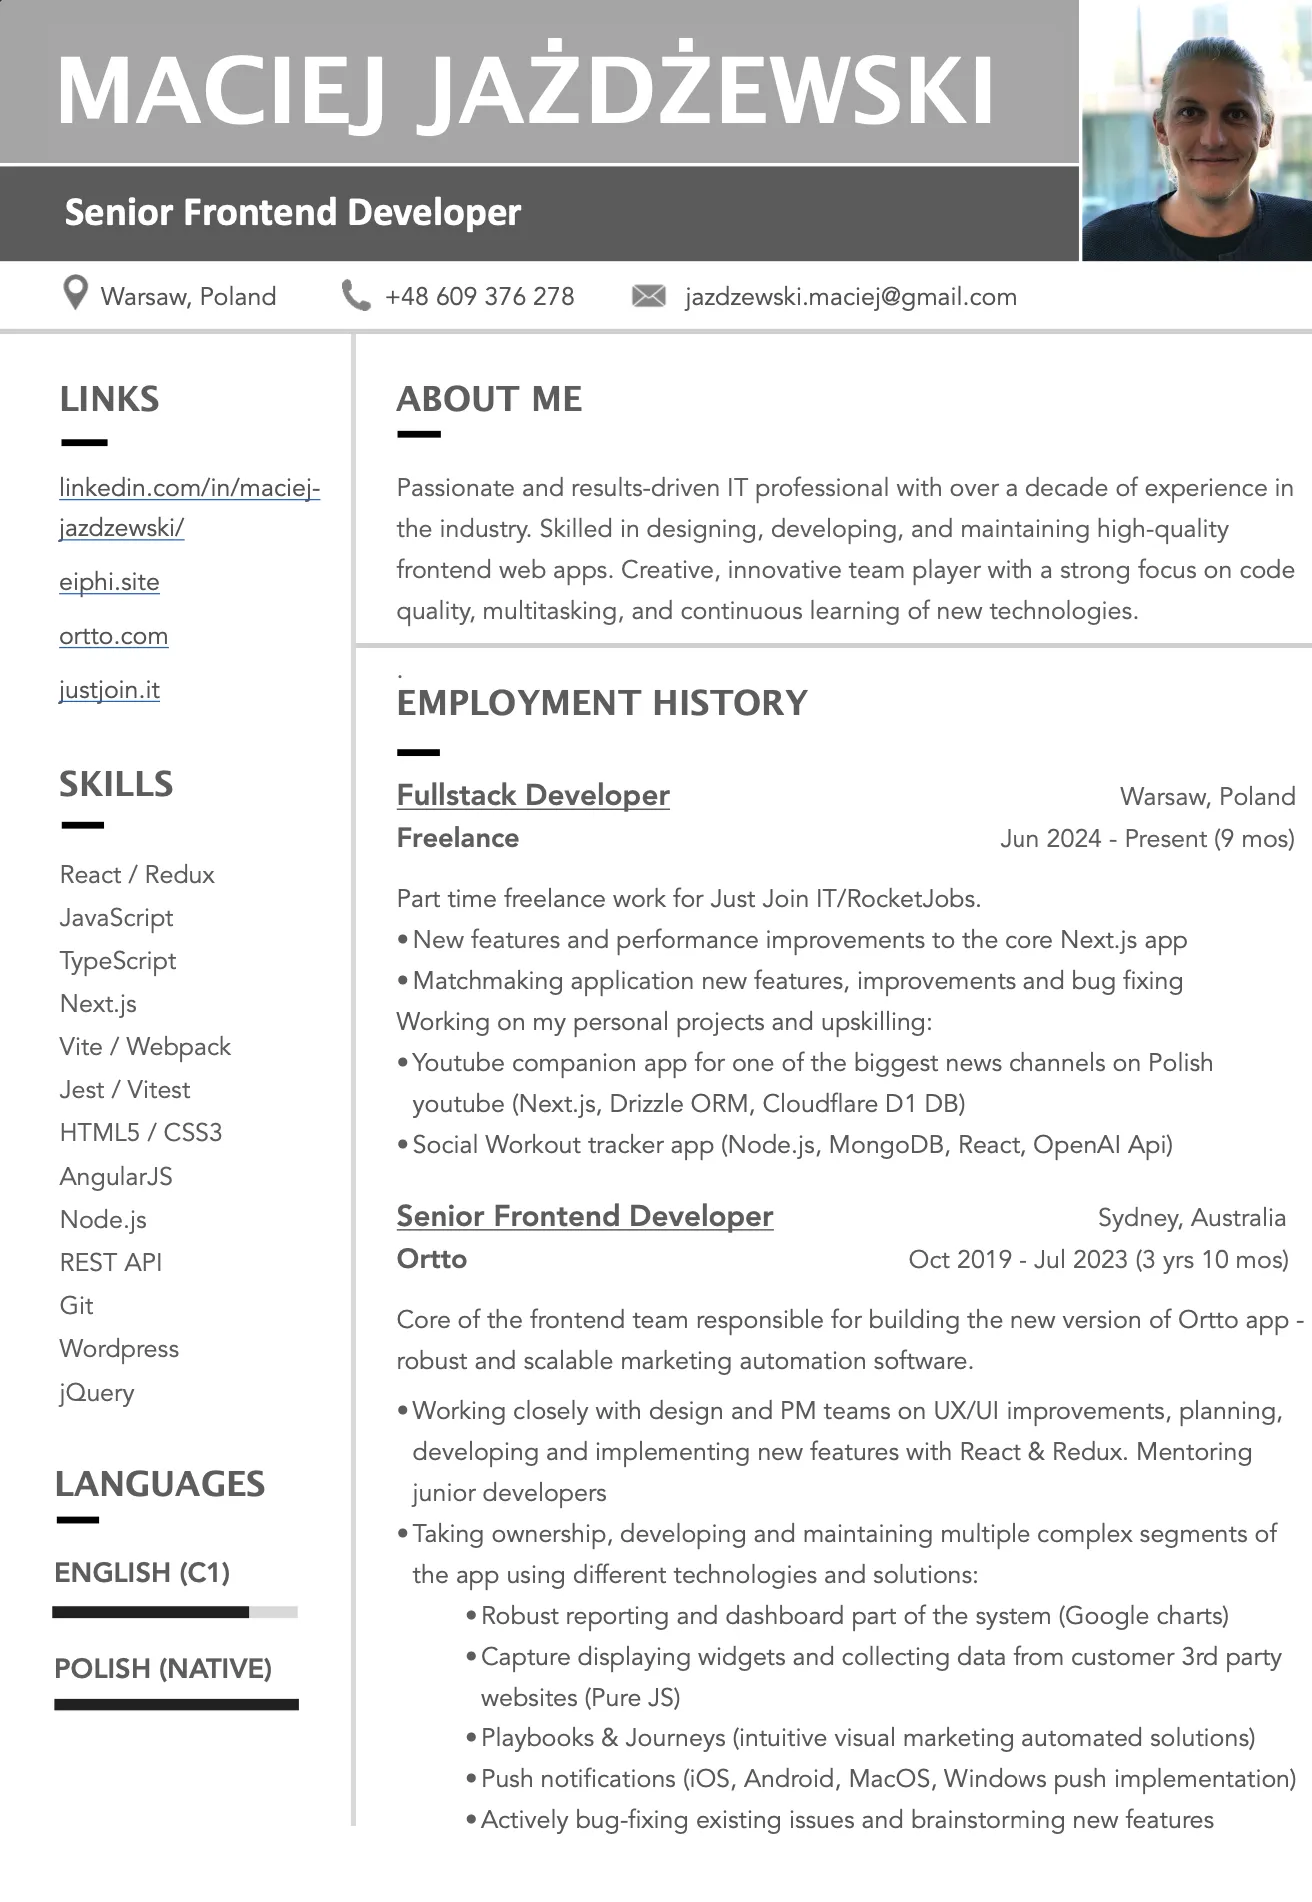 MACIEJ JAŻDŻEWSKI
Senior Frontend Developer
Warsaw, Poland
+48 609 376 278
jazdzewski.maciej@gmail.com
LINKS
linkedin.com/in/maciej-
jazdzewski/
eiphi.site
ortto.com
justjoin.it
SKILLS
React / Redux
JavaScript
TypeScript
Next.js
Vite / Webpack
Jest / Vitest
HTML5 / CSS3
AngularJS
Node.js
REST API
Git
Wordpress
jQuery
LANGUAGES
ENGLISH (C1)
POLISH (NATIVE)
ABOUT ME
Passionate and results-driven IT professional with over a decade of experience in
the industry. Skilled in designing, developing, and maintaining high-quality
frontend web apps. Creative, innovative team player with a strong focus on code
quality, multitasking, and continuous learning of new technologies.
.
EMPLOYMENT HISTORY
Fullstack Developer Warsaw, Poland
Freelance Jun 2024 - Present (9 mos)
Part time freelance work for Just Join IT/RocketJobs.
• New features and performance improvements to the core Next.js app
• Matchmaking application new features, improvements and bug fixing
Working on my personal projects and upskilling:
• Youtube companion app for one of the biggest news channels on Polish
youtube (Next.js, Drizzle ORM, Cloudflare D1 DB)
• Social Workout tracker app (Node.js, MongoDB, React, OpenAI Api)
Senior Frontend Developer Sydney, Australia
Ortto Oct 2019 - Jul 2023 (3 yrs 10 mos)
Core of the frontend team responsible for building the new version of Ortto app -
robust and scalable marketing automation software.
• Working closely with design and PM teams on UX/UI improvements, planning,
developing and implementing new features with React & Redux. Mentoring
junior developers
• Taking ownership, developing and maintaining multiple complex segments of
the app using different technologies and solutions:
• Robust reporting and dashboard part of the system (Google charts)
• Capture displaying widgets and collecting data from customer 3rd party
websites (Pure JS)
• Playbooks & Journeys (intuitive visual marketing automated solutions)
• Push notifications (iOS, Android, MacOS, Windows push implementation)
• Actively bug-fixing existing issues and brainstorming new features